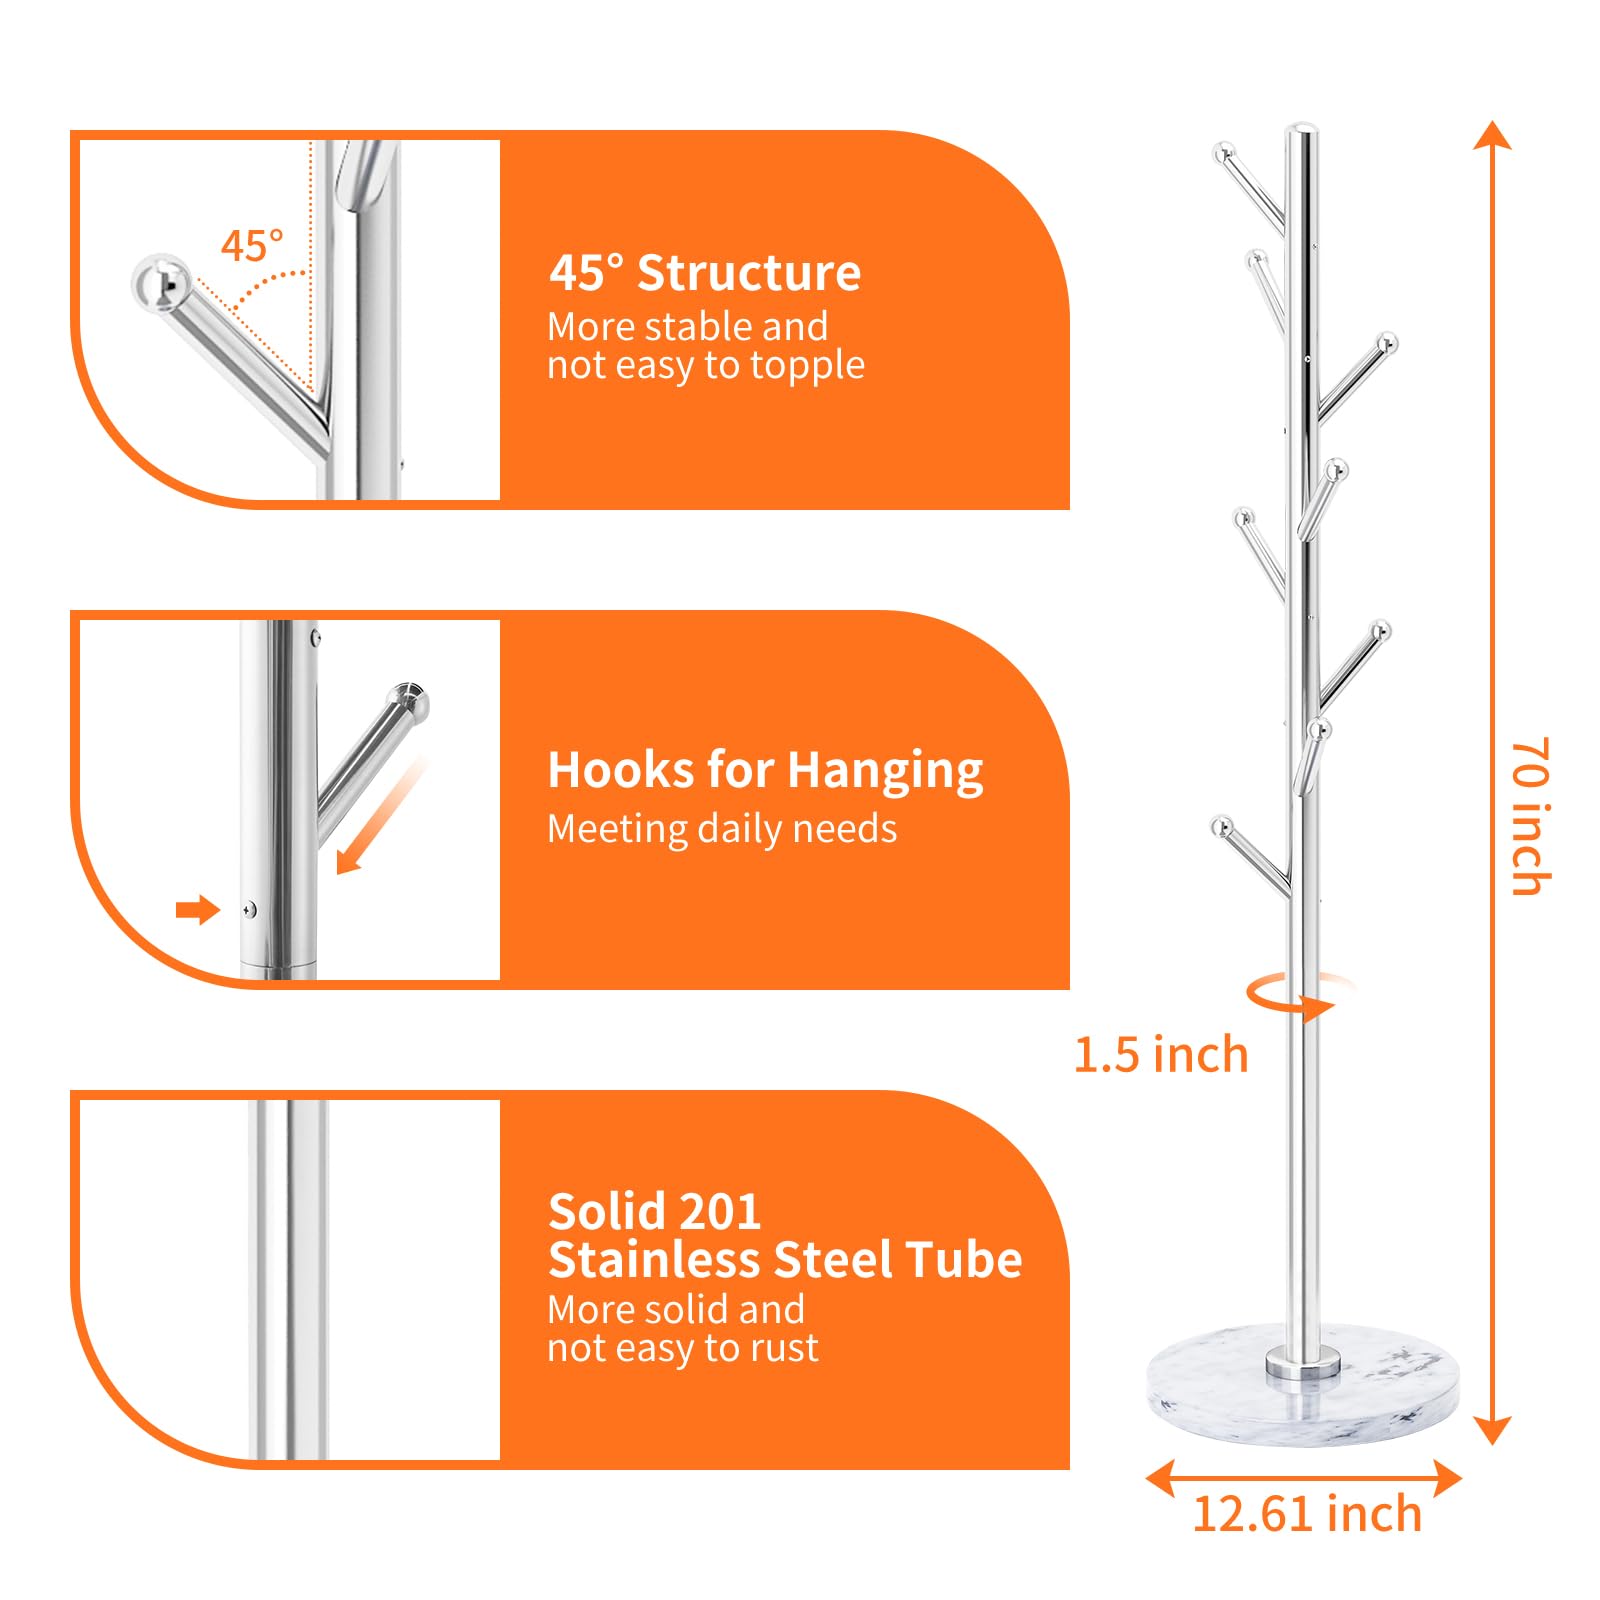 45°
45° Structure
More stable and
not easy to topple
Hooks for Hanging
Meeting daily needs
Solid 201
Stainless Steel Tube
More solid and
not easy to rust
1.5 inch
70 inch
12.61 inch